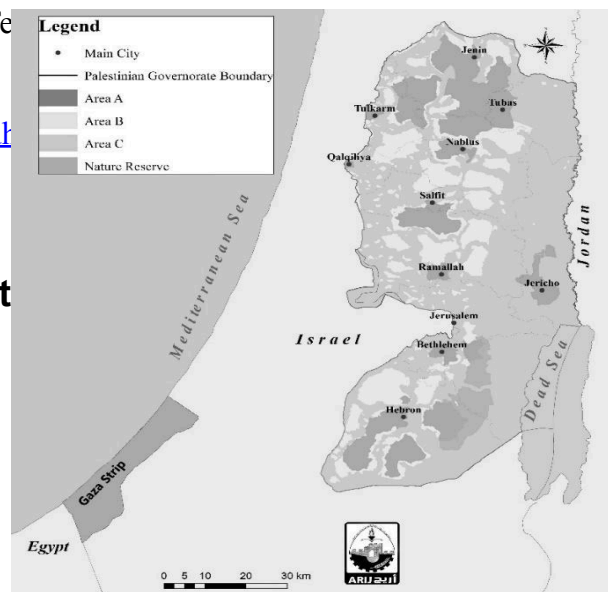 Legend
Main City
Palestinian Governorate Boundary
Area A
Area B
Area C
Nature Reserve
Jenin
Tubas
Tulkarm
Nablus
Qalqiliya
Salfit
Ramallah
Jericho
Jordan
Mediterranean Sea
Jerusalem
Israel
Bethlehem
Dead Sea
Hebron
Gaza Strip
Egypt
0 5 10 20 30 km
ARIJ أريج